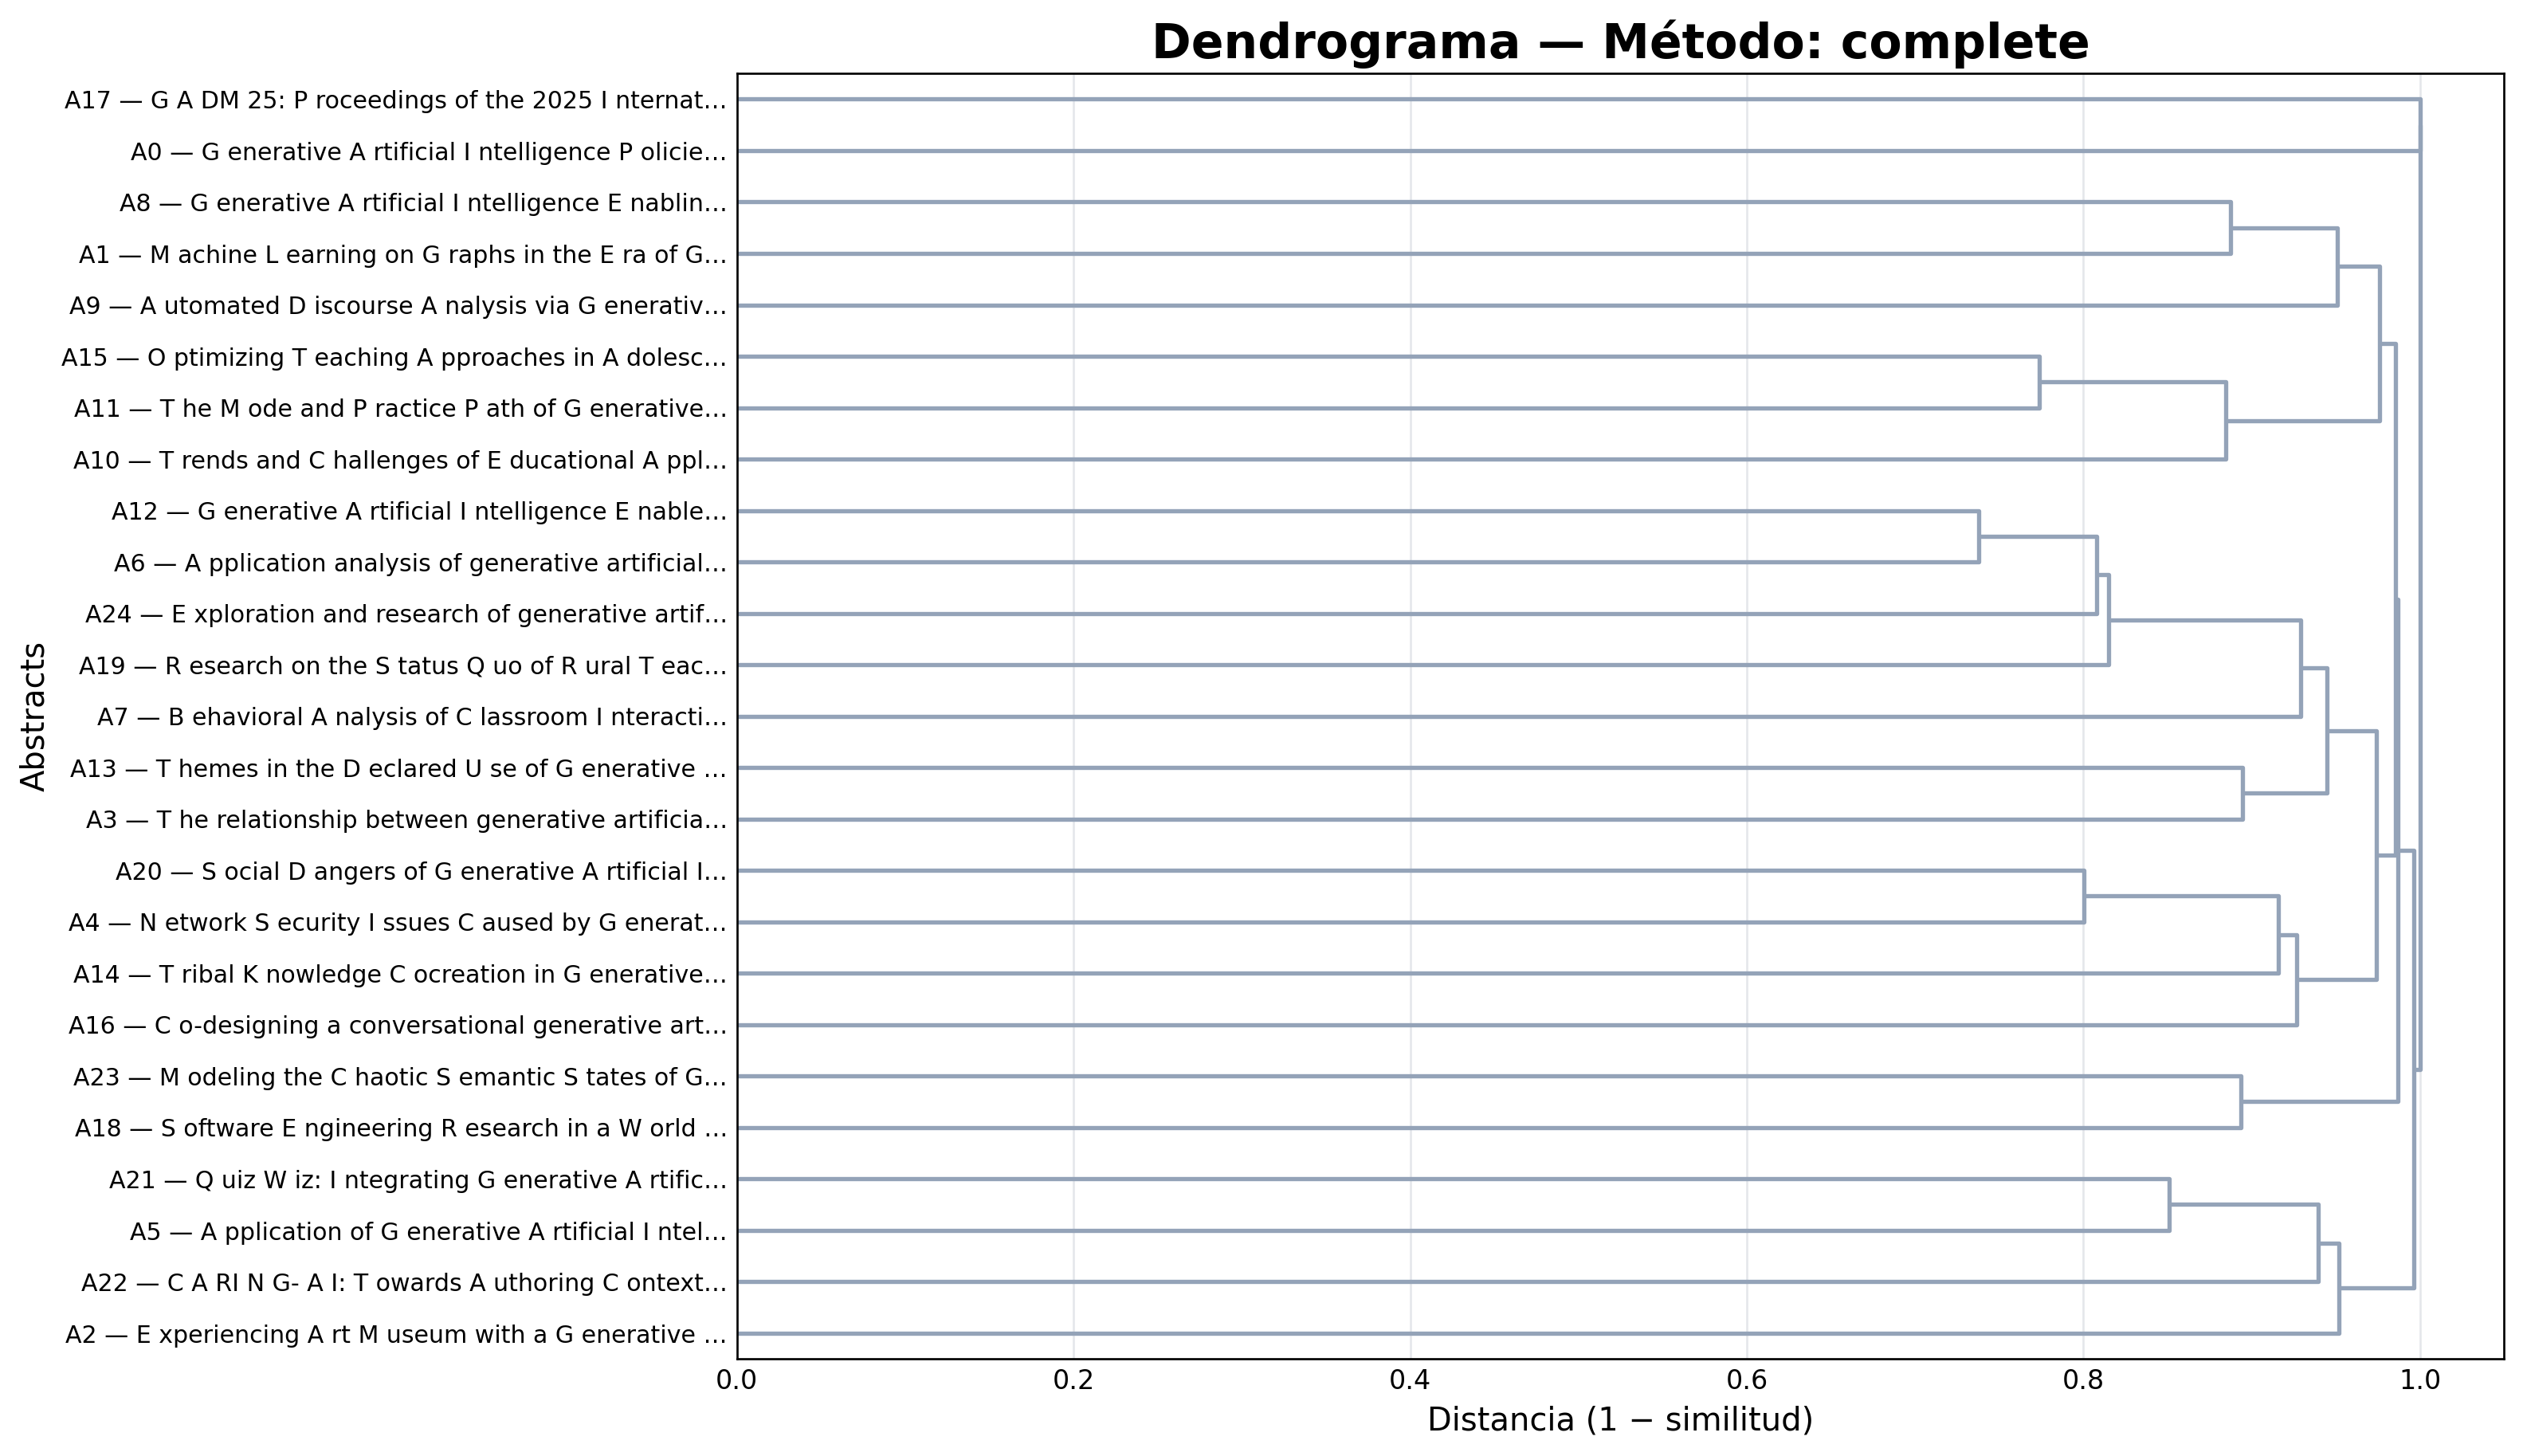 Dendrograma — Método: complete
A17 — G A DM 25: P roceedings of the 2025 I nternat...
A0 — G enerative A rtificial I ntelligence P olicie...
A8 — G enerative A rtificial I ntelligence E nablin...
A1 — M achine L earning on G raphs in the E ra of G...
A9 — A utomated D iscourse A nalysis via G enerativ...
A15 — O ptimizing T eaching A pproaches in A dolesc...
A11 — T he M ode and P ractice P ath of G enerative...
A10 — T rends and C hallenges of E ducational A ppl...
A12 — G enerative A rtificial I ntelligence E nable...
A6 — A pplication analysis of generative artificial...
A24 — E xploration and research of generative artif...
A19 — R esearch on the S tatus Q uo of R ural T eac...
A7 — B ehavioral A nalysis of C lassroom I nteracti...
A13 — T hemes in the D eclared U se of G enerative ...
A3 — T he relationship between generative artificia...
A20 — S ocial D angers of G enerative A rtificial I...
A4 — N etwork S ecurity I ssues C aused by G enerat...
A14 — T ribal K nowledge C ocreation in G enerative...
A16 — C o-designing a conversational generative art...
A23 — M odeling the C haotic S emantic S tates of G...
A18 — S oftware E ngineering R esearch in a W orld ...
A21 — Q uiz W iz: I ntegrating G enerative A rtific...
A5 — A pplication of G enerative A rtificial I ntel...
A22 — C A RI N G- A I: T owards A uthoring C ontext...
A2 — E xperiencing A rt M useum with a G enerative ...
Abstracts
0.0 0.2 0.4 0.6 0.8 1.0
Distancia (1 − similitud)